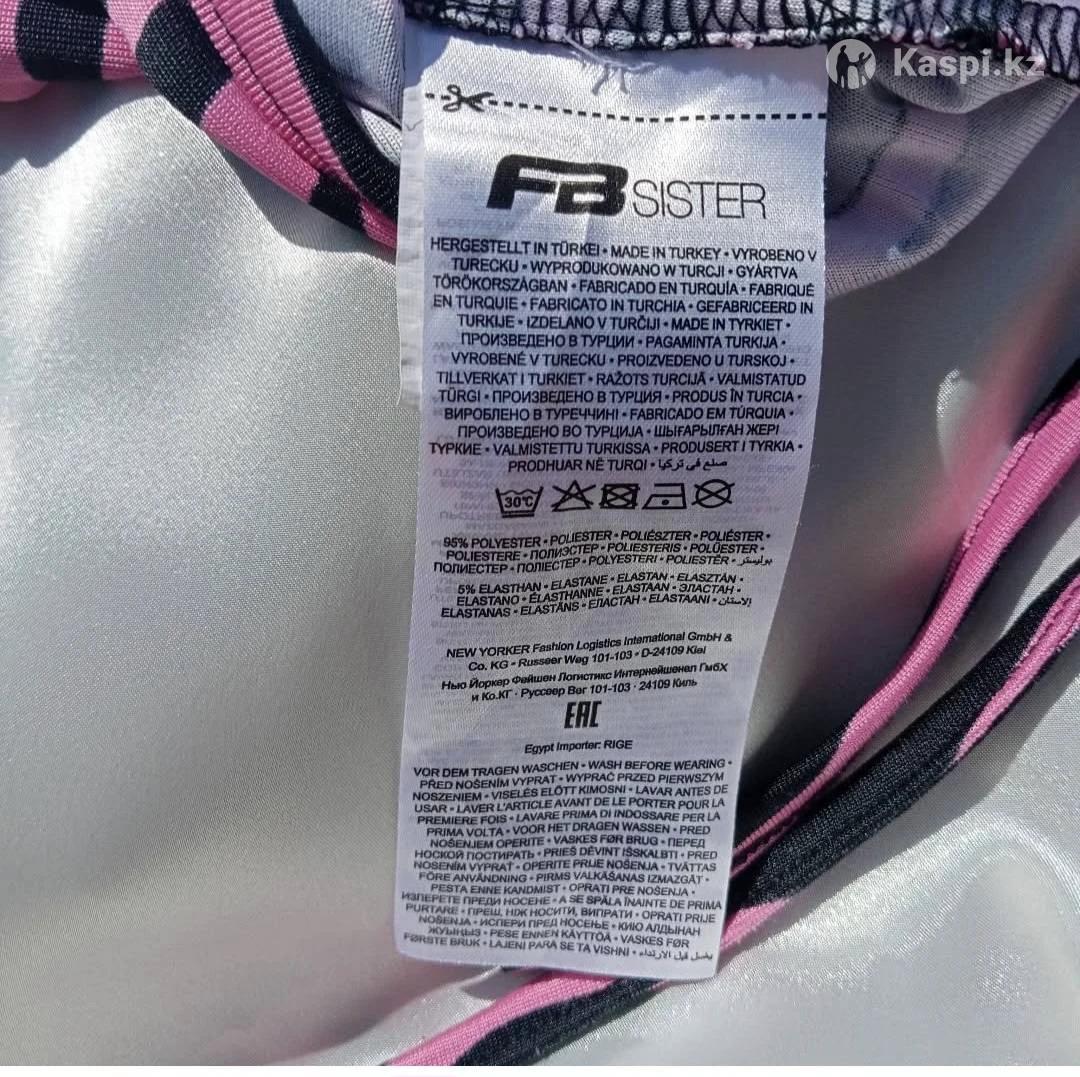 Kaspi.kz
FB SISTER
HERGESTELLT IN TÜRKEI • MADE IN TURKEY • VYROBENO V
TURECKU • WYPRODUKOWANO W TURCJI • GYÁRTVA
TÖRÖKORSZÁGBAN • FABRICADO EN TURQUÍA • FABRIQUÉ
EN TURQUIE • FABRICATO IN TURCHIA • GEFABRICEERD IN
TURKIJE • IZDELANO V TURČIJI • MADE IN TYRKIET •
ПРОИЗВЕДЕНО В ТУРЦИИ • PAGAMINTA TURKIJA •
VYROBENÉ V TURECKU • PROIZVEDENO U TURSKOJ •
TILLVERKAT I TURKIET • RAŽOTS TURCIJĀ • VALMISTATUD
TÜRGI • ПРОИЗВЕДЕНО В ТУРЦИЯ • PRODUS ÎN TURCIA •
ВИРОБЛЕНО В ТУРЕЧЧИНІ • FABRICADO EM TÚRQUIA •
ПРОИЗВЕДЕНО ВО ТУРЦИЈА • ШЫҒАРЫЛҒАН ЖЕРІ
ТҮРКИЕ • VALMISTETTU TURKISSA • PRODUSERT I TYRKIA •
PRODHUAR NË TURQI • صنع في تركيا
30°C
95% POLYESTER • POLIESTER • POLIÉSZTER • POLIÉSTER •
POLIESTERE • ПОЛИЭСТЕР • POLIESTERIS • POLÜESTER •
ПОЛИЕСТЕР • ПОЛІЕСТЕР • POLYESTERI • POLIESTËR • بوليستر
5% ELASTHAN • ELASTANE • ELASTAN • ELASZTÁN •
ELASTANO • ÉLASTHANNE • ELASTAAN • ЭЛАСТАН •
ELASTANAS • ELASTĀNS • ЕЛАСТАН • ELASTAANI • الاستان
NEW YORKER Fashion Logistics International GmbH &
Co. KG • Russeer Weg 101-103 • D-24109 Kiel
Нью Йоркер Фейшен Логистикс Интернейшенел ГмбХ
и Ко.КГ · Руссеер Вег 101-103 · 24109 Киль
EAC
Egypt Importer: RIGE
VOR DEM TRAGEN WASCHEN • WASH BEFORE WEARING •
PŘED NOŠENÍM VYPRAT • WYPRAĆ PRZED PIERWSZYM
NOSZENIEM • VISELÉS ELŐTT KIMOSNI • LAVAR ANTES DE
USAR • LAVER L'ARTICLE AVANT DE LE PORTER POUR LA
PREMIERE FOIS • LAVARE PRIMA DI INDOSSARE PER LA
PRIMA VOLTA • VOOR HET DRAGEN WASSEN • PRED
NOŠENJEM OPERITE • VASKES FØR BRUG • ПЕРЕД
НОСКОЙ ПОСТИРАТЬ • PRIEŠ DĖVINT IŠSKALBTI • PRED
NOSENÍM VYPRAŤ • OPERITE PRIJE NOŠENJA • TVÄTTAS
FÖRE ANVÄNDNING • PIRMS VALKĀŠANAS IZMAZGĀT •
PESTA ENNE KANDMIST • OPRATI PRE NOŠENJA •
ИЗПЕРЕТЕ ПРЕДИ НОСЕНЕ • A SE SPĂLA ÎNAINTE DE PRIMA
PURTARE • ПРЕШ, НІЖ НОСИТИ, ВИПРАТИ • OPRATI PRIJE
NOŠENJA • ИСПЕРИ ПРЕД НОСЕЊЕ • КИЮ АЛДЫНАН
ЖУЫҢЫЗ • PESE ENNEN KÄYTTÖÄ • VASKES FØR
FØRSTE BRUK • LAJENI PARA SE TA VISHNI • يغسل قبل الارتداء